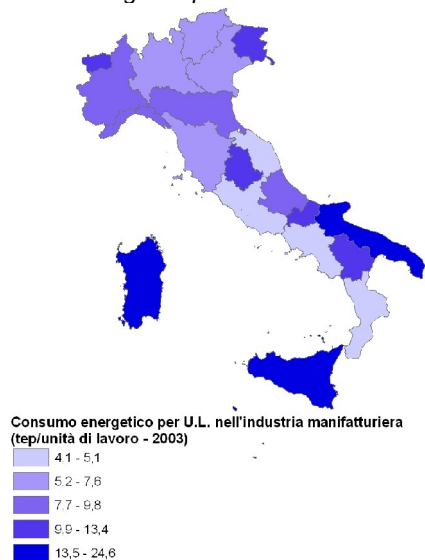 Consumo energetico per U.L. nell'industria manifatturiera
(tep/unità di lavoro - 2003)
4,1 - 5,1
5,2 - 7,6
7,7 - 9,8
9,9 - 13,4
13,5 - 24,6